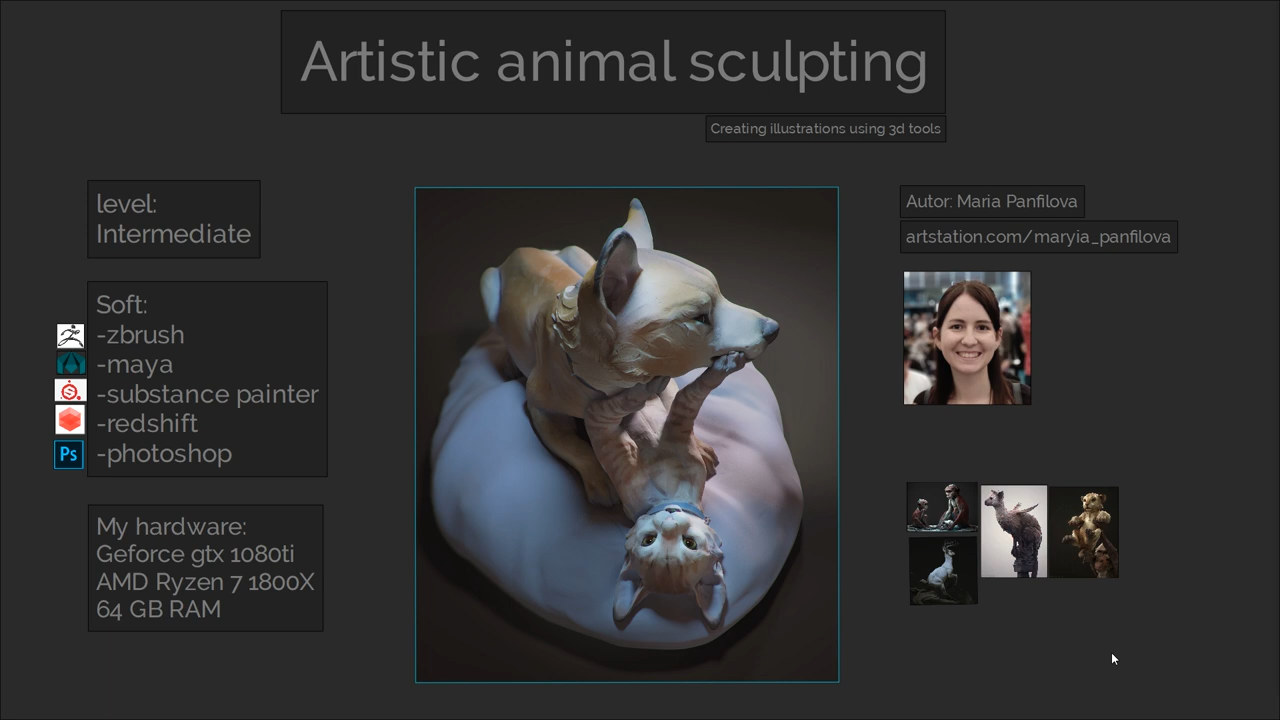 Artistic animal sculpting
Creating illustrations using 3d tools
level:
Intermediate
Soft:
-zbrush
-maya
-substance painter
-redshift
Ps
-photoshop
My hardware:
Geforce gtx 1080ti
AMD Ryzen 7 1800X
64 GB RAM
Autor: Maria Panfilova
artstation.com/maryia_panfilova